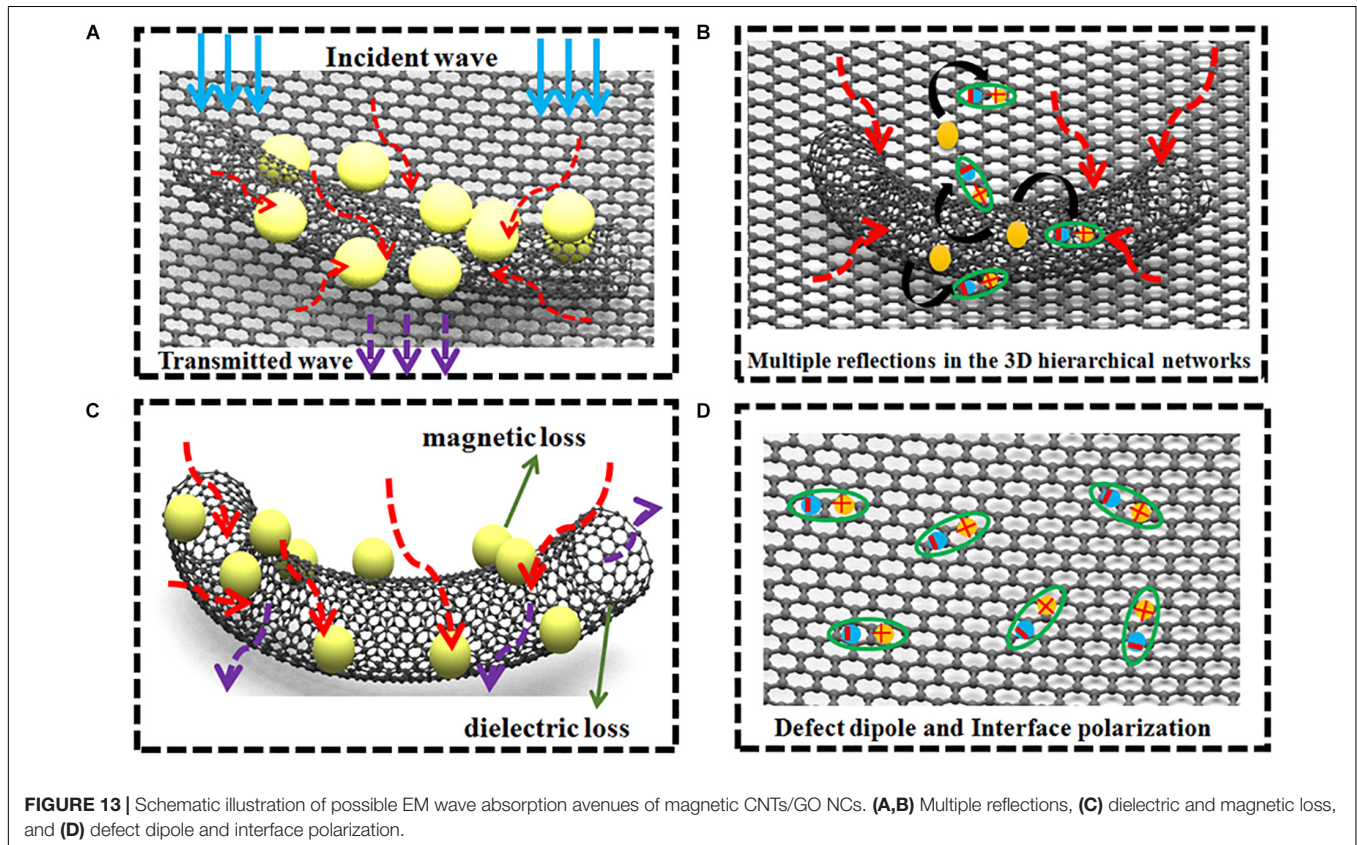 A
Incident wave
Transmitted wave
B
Multiple reflections in the 3D hierarchical networks
C
magnetic loss
dielectric loss
D
Defect dipole and Interface polarization
FIGURE 13 | Schematic illustration of possible EM wave absorption avenues of magnetic CNTs/GO NCs. (A,B) Multiple reflections, (C) dielectric and magnetic loss,
and (D) defect dipole and interface polarization.